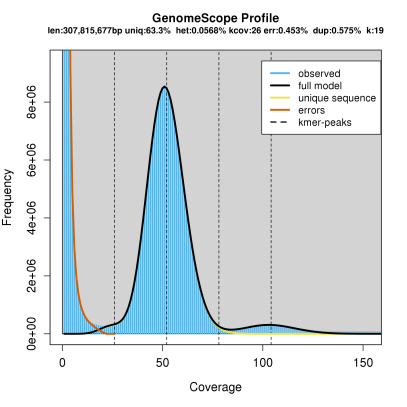 GenomeScope Profile
len:307,815,677bp uniq:63.3% het:0.0568% kcov:26 err:0.453% dup:0.575% k:19
observed
full model
unique sequence
errors
kmer-peaks
Frequency
8e+06
6e+06
4e+06
2e+06
0e+00
0 50 100 150
Coverage